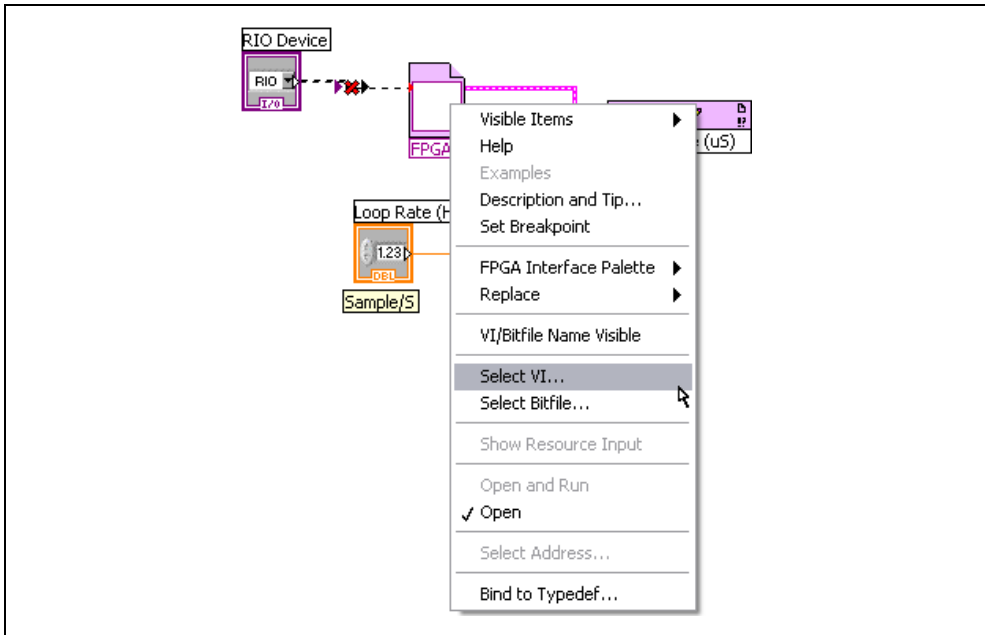 RIO Device
RIO
I/O
FPGA
(uS)
Loop Rate (H
1.23
DBL
Sample/S
Visible Items
Help
Examples
Description and Tip...
Set Breakpoint
FPGA Interface Palette
Replace
VI/Bitfile Name Visible
Select VI...
Select Bitfile...
Show Resource Input
Open and Run
Open
Select Address...
Bind to Typedef...